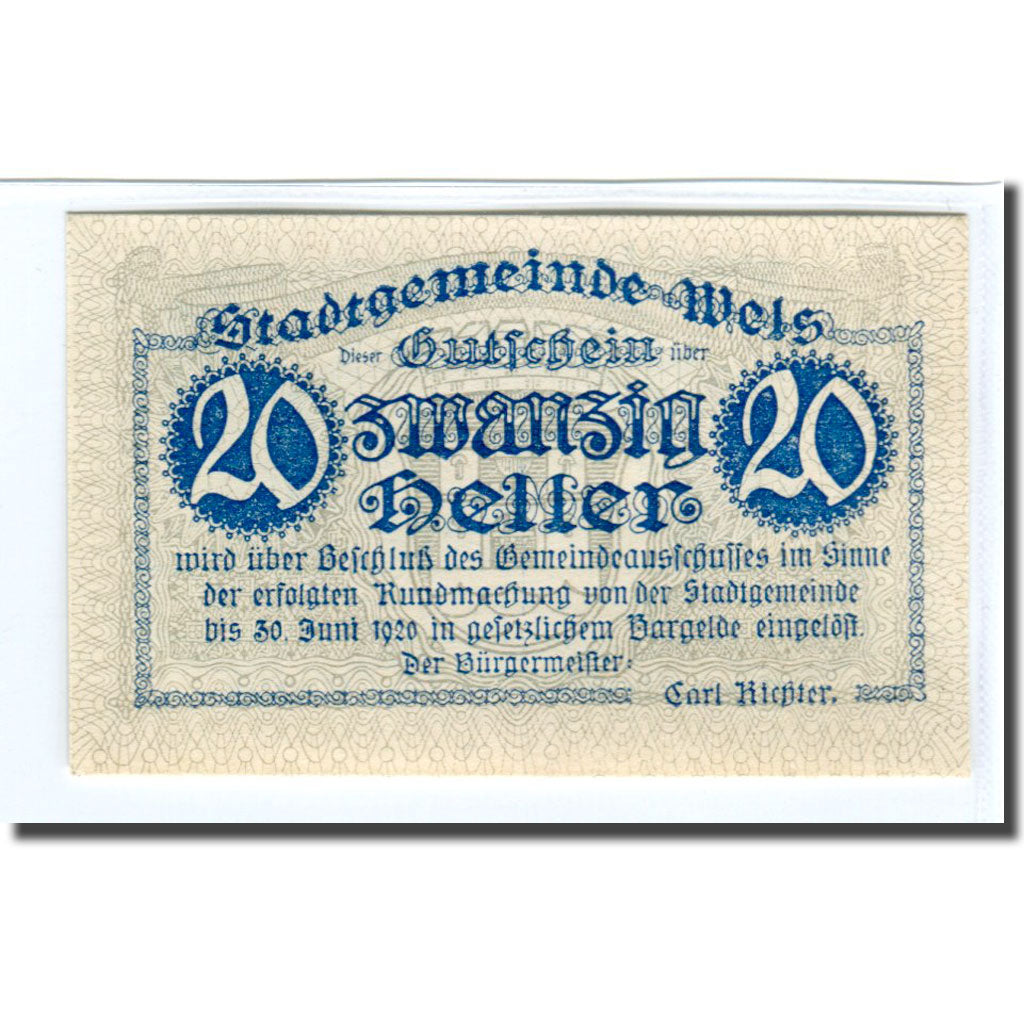 Stadtgemeinde Wels
Dieser Gutschein über
20 zwanzig 20
Heller
wird über Beschluß des Gemeindeausschusses im Sinne
der erfolgten Kundmachung von der Stadtgemeinde
bis 30. Juni 1920 in gesetzlichem Bargelde eingelöst.
Der Bürgermeister:
Carl Richter.